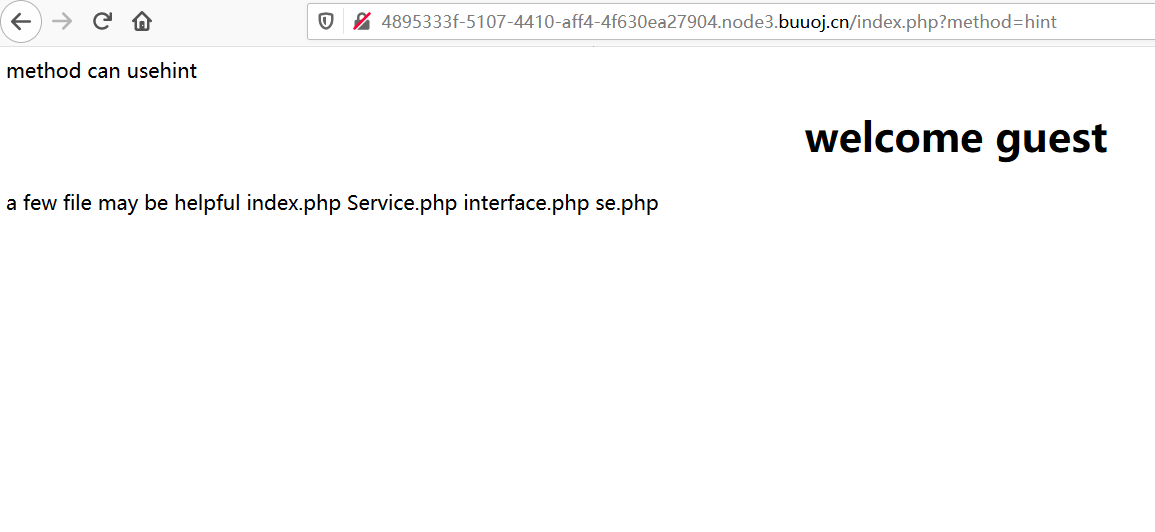 4895333f-5107-4410-aff4-4f630ea27904.node3.buuoj.cn/index.php?method=hint
method can usehint
welcome guest
a few file may be helpful index.php Service.php interface.php se.php